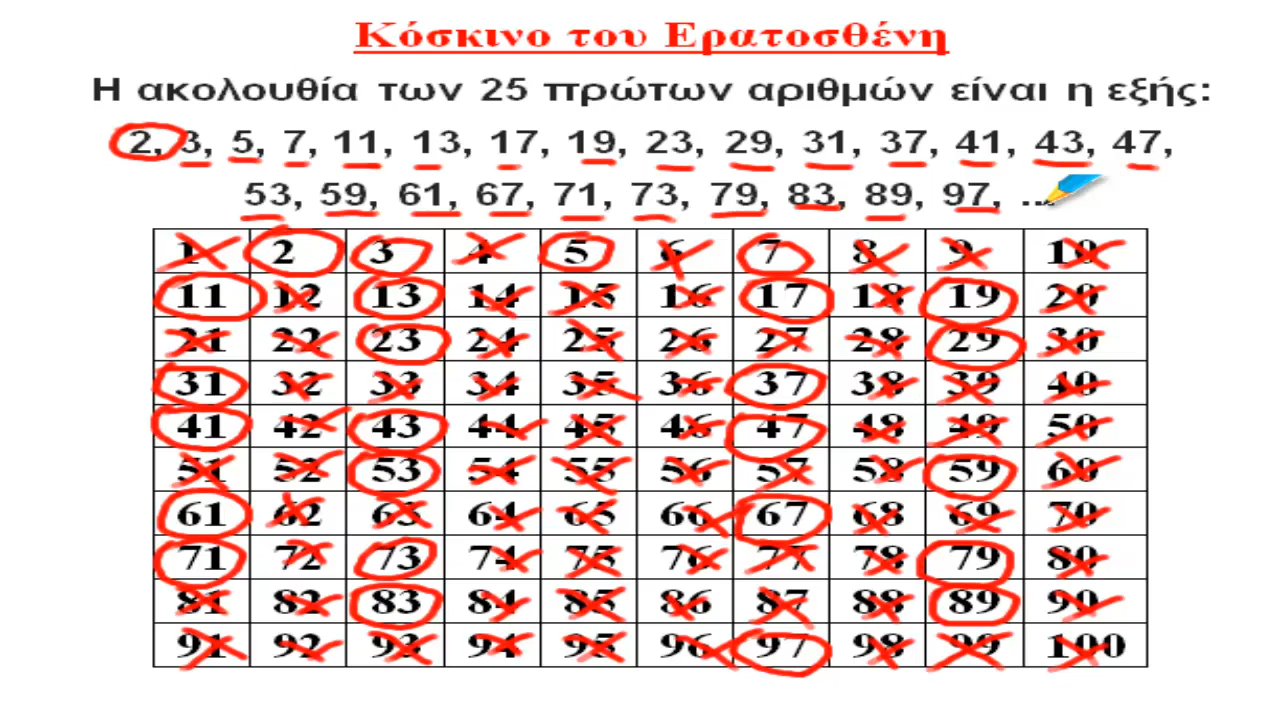 Κόσκινο του Ερατοσθένη
Η ακολουθία των 25 πρώτων αριθμών είναι η εξής:
2, 3, 5, 7, 11, 13, 17, 19, 23, 29, 31, 37, 41, 43, 47,
53, 59, 61, 67, 71, 73, 79, 83, 89, 97, ...
1 2 3 4 5 6 7 8 9 10
11 12 13 14 15 16 17 18 19 20
21 22 23 24 25 26 27 28 29 30
31 32 33 34 35 36 37 38 39 40
41 42 43 44 45 46 47 48 49 50
51 52 53 54 55 56 57 58 59 60
61 62 63 64 65 66 67 68 69 70
71 72 73 74 75 76 77 78 79 80
81 82 83 84 85 86 87 88 89 90
91 92 93 94 95 96 97 98 99 100